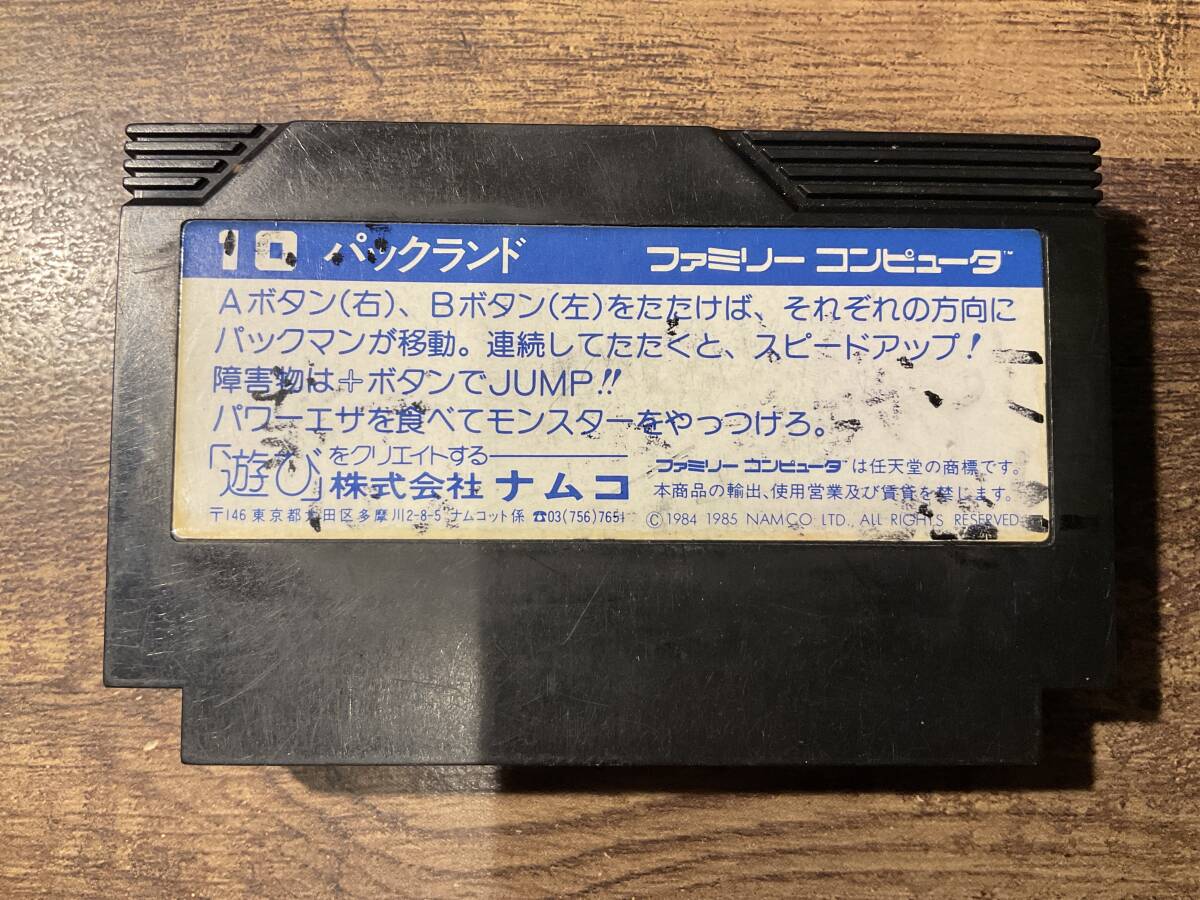 10 パックランド ファミリー コンピュータ™
Aボタン(右)、Bボタン(左)をたたけば、それぞれの方向に
パックマンが移動。連続してたたくと、スピードアップ!
障害物は+ボタンでJUMP!!
パワーエサを食べてモンスターをやっつけろ。
「遊び」をクリエイトする
株式会社 ナムコ
〒146 東京都大田区多摩川2-8-5 ナムコット係 ☎03(756)7651
ファミリー コンピュータ™は任天堂の商標です。
本商品の輸出、使用営業及び賃貸を禁じます。
Ⓒ1984 1985 NAMCO LTD., ALL RIGHTS RESERVED